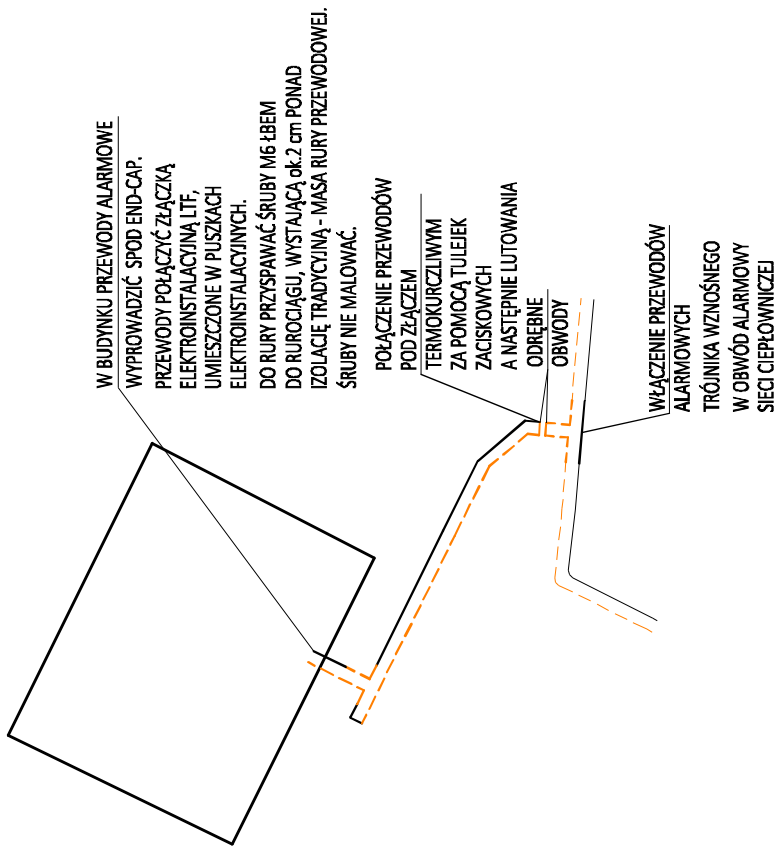 W BUDYNKU PRZEWODY ALARMOWE
WYPROWADZIĆ SPOD END-CAP.
PRZEWODY POŁĄCZYĆ ZŁĄCZKĄ
ELEKTROINSTALACYJNĄ LTF,
UMIESZCZONE W PUSZKACH
ELEKTROINSTALACYJNYCH.
DO RURY PRZYSPAWAĆ ŚRUBY M6 ŁBEM
DO RUROCIĄGU, WYSTAJĄCĄ ok.2 cm PONAD
IZOLACJĘ TRADYCYJNĄ - MASA RURY PRZEWODOWEJ.
ŚRUBY NIE MALOWAĆ.
POŁĄCZENIE PRZEWODÓW
POD ZŁĄCZEM
TERMOKURCZLIWYM
ZA POMOCĄ TULEJEK
ZACISKOWYCH
A NASTĘPNIE LUTOWANIA
ODRĘBNE
OBWODY
WŁĄCZENIE PRZEWODÓW
ALARMOWYCH
TRÓJNIKA WZNOŚNEGO
W OBWÓD ALARMOWY
SIECI CIEPŁOWNICZEJ